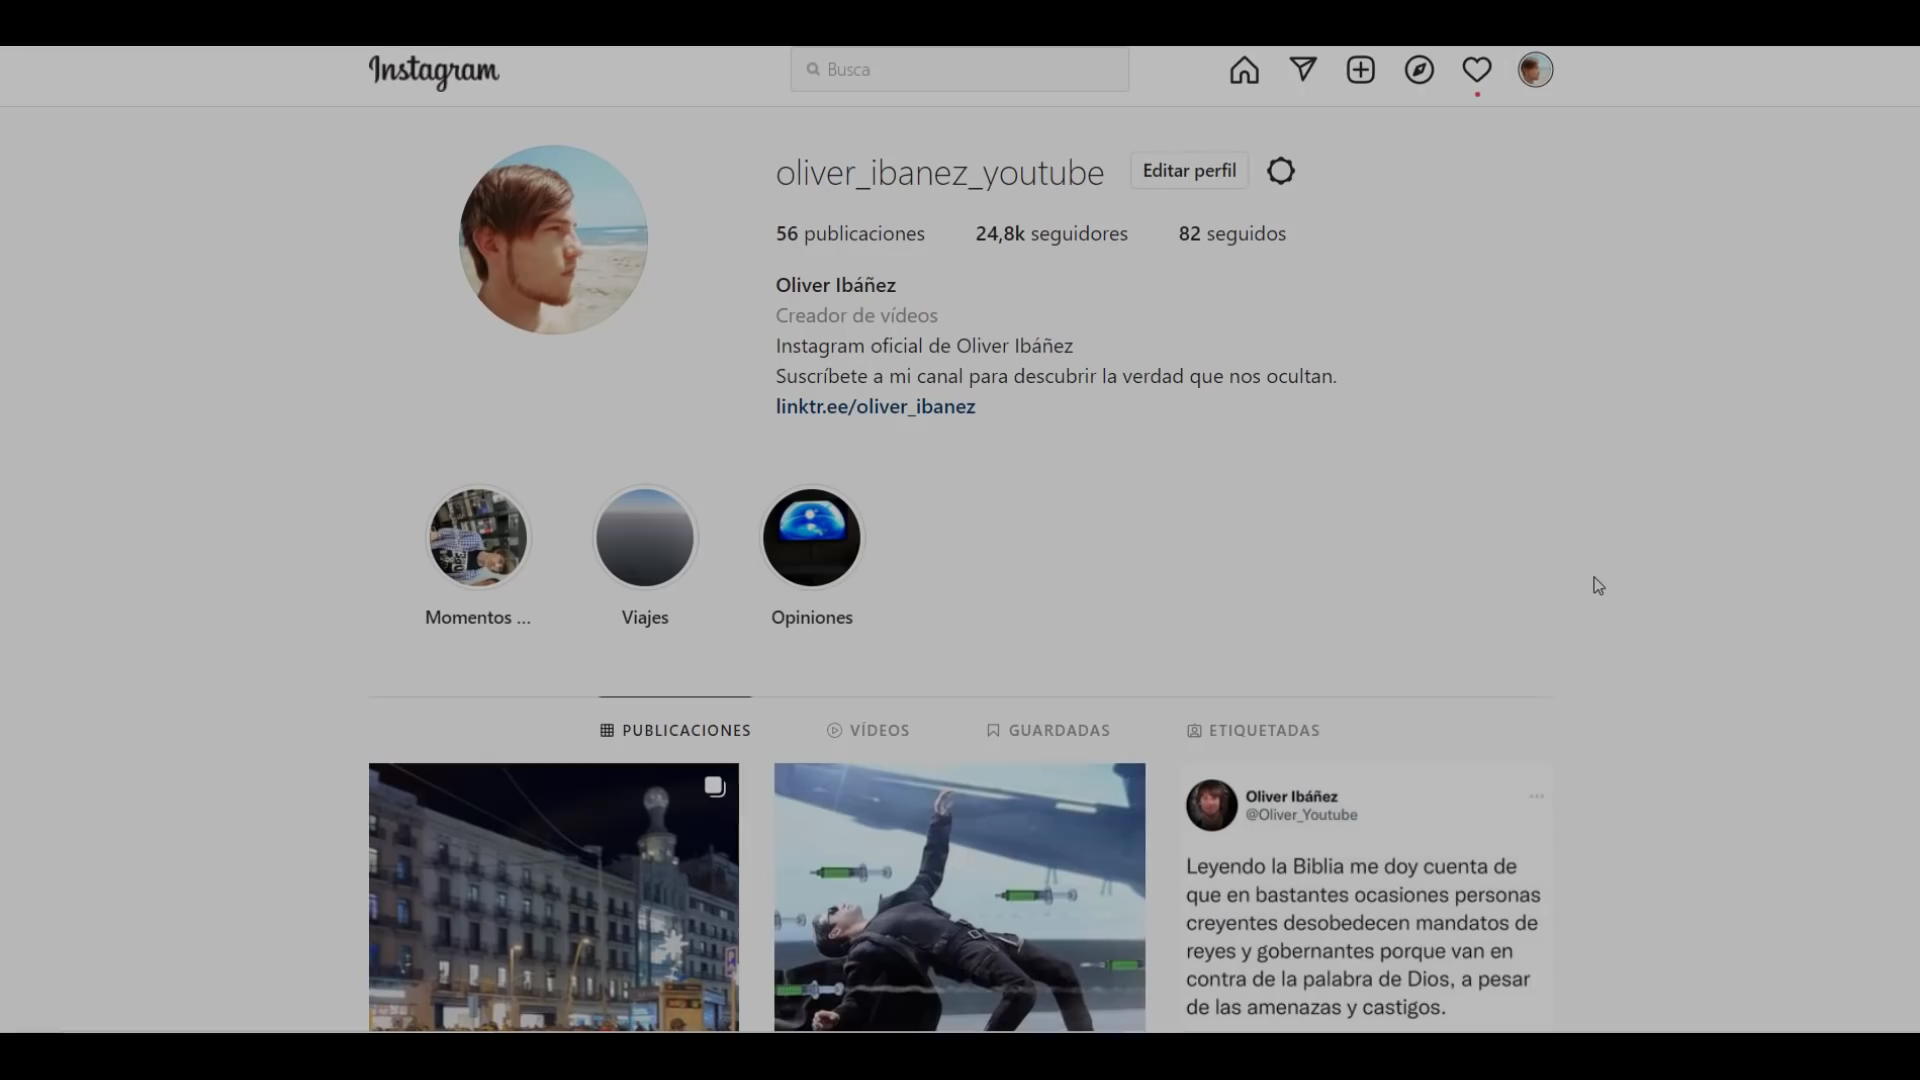 Instagram
Busca
oliver_ibanez_youtube
Editar perfil
56 publicaciones
24,8k seguidores
82 seguidos
Oliver Ibáñez
Creador de vídeos
Instagram oficial de Oliver Ibáñez
Suscríbete a mi canal para descubrir la verdad que nos ocultan.
linktr.ee/oliver_ibanez
Momentos ...
Viajes
Opiniones
PUBLICACIONES
VÍDEOS
GUARDADAS
ETIQUETADAS
Oliver Ibáñez
@Oliver_Youtube
Leyendo la Biblia me doy cuenta de
que en bastantes ocasiones personas
creyentes desobedecen mandatos de
reyes y gobernantes porque van en
contra de la palabra de Dios, a pesar
de las amenazas y castigos.